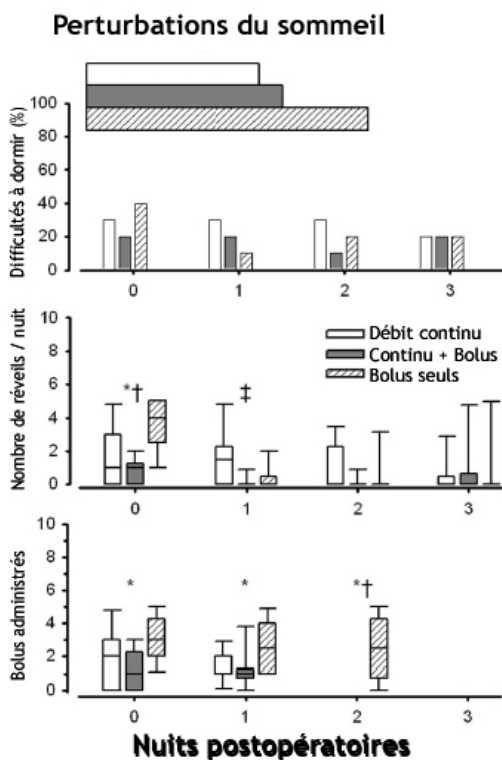 Perturbations du sommeil
Difficultés à dormir (%)
100
80
60
40
20
0
0 1 2 3
Nombre de réveils / nuit
10
8
6
4
2
0
*† ‡
Débit continu
Continu + Bolus
Bolus seuls
0 1 2 3
Bolus administrés
10
8
6
4
2
0
* * *†
0 1 2 3
Nuits postopératoires